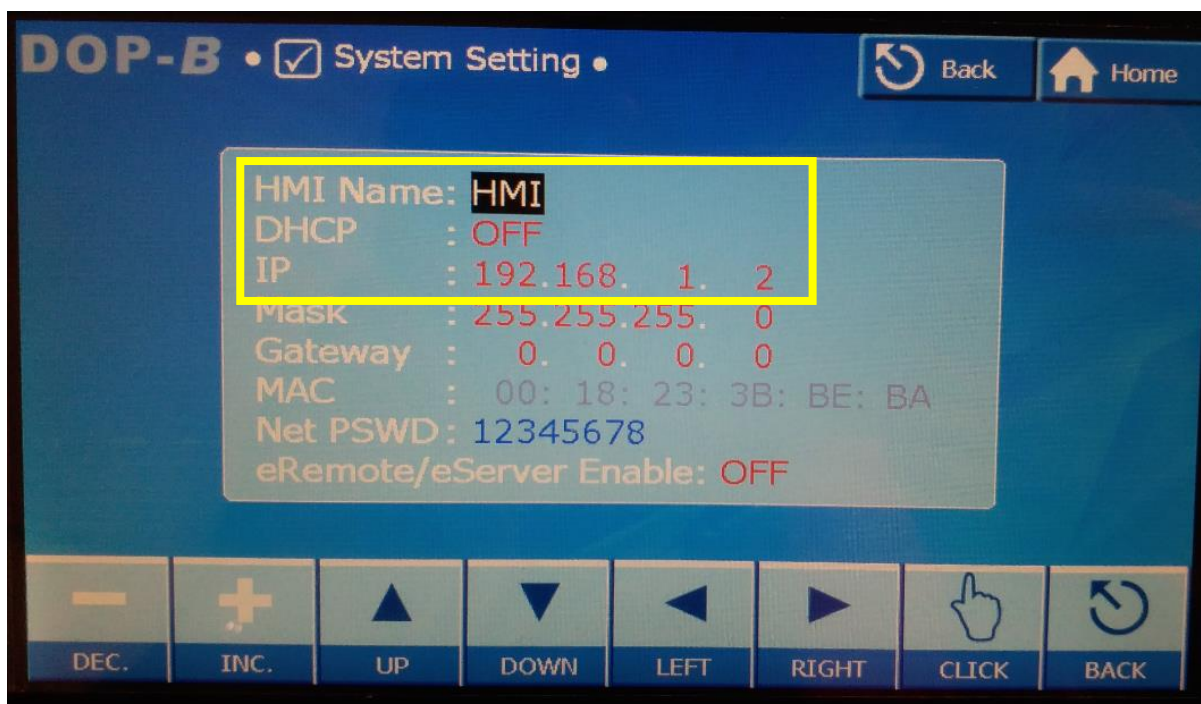 DOP-B • System Setting •
Back
Home
HMI Name: HMI
DHCP : OFF
IP : 192.168. 1. 2
Mask : 255.255.255. 0
Gateway : 0. 0. 0. 0
MAC : 00: 18: 23: 3B: BE: BA
Net PSWD: 12345678
eRemote/eServer Enable: OFF
DEC.
INC.
UP
DOWN
LEFT
RIGHT
CLICK
BACK